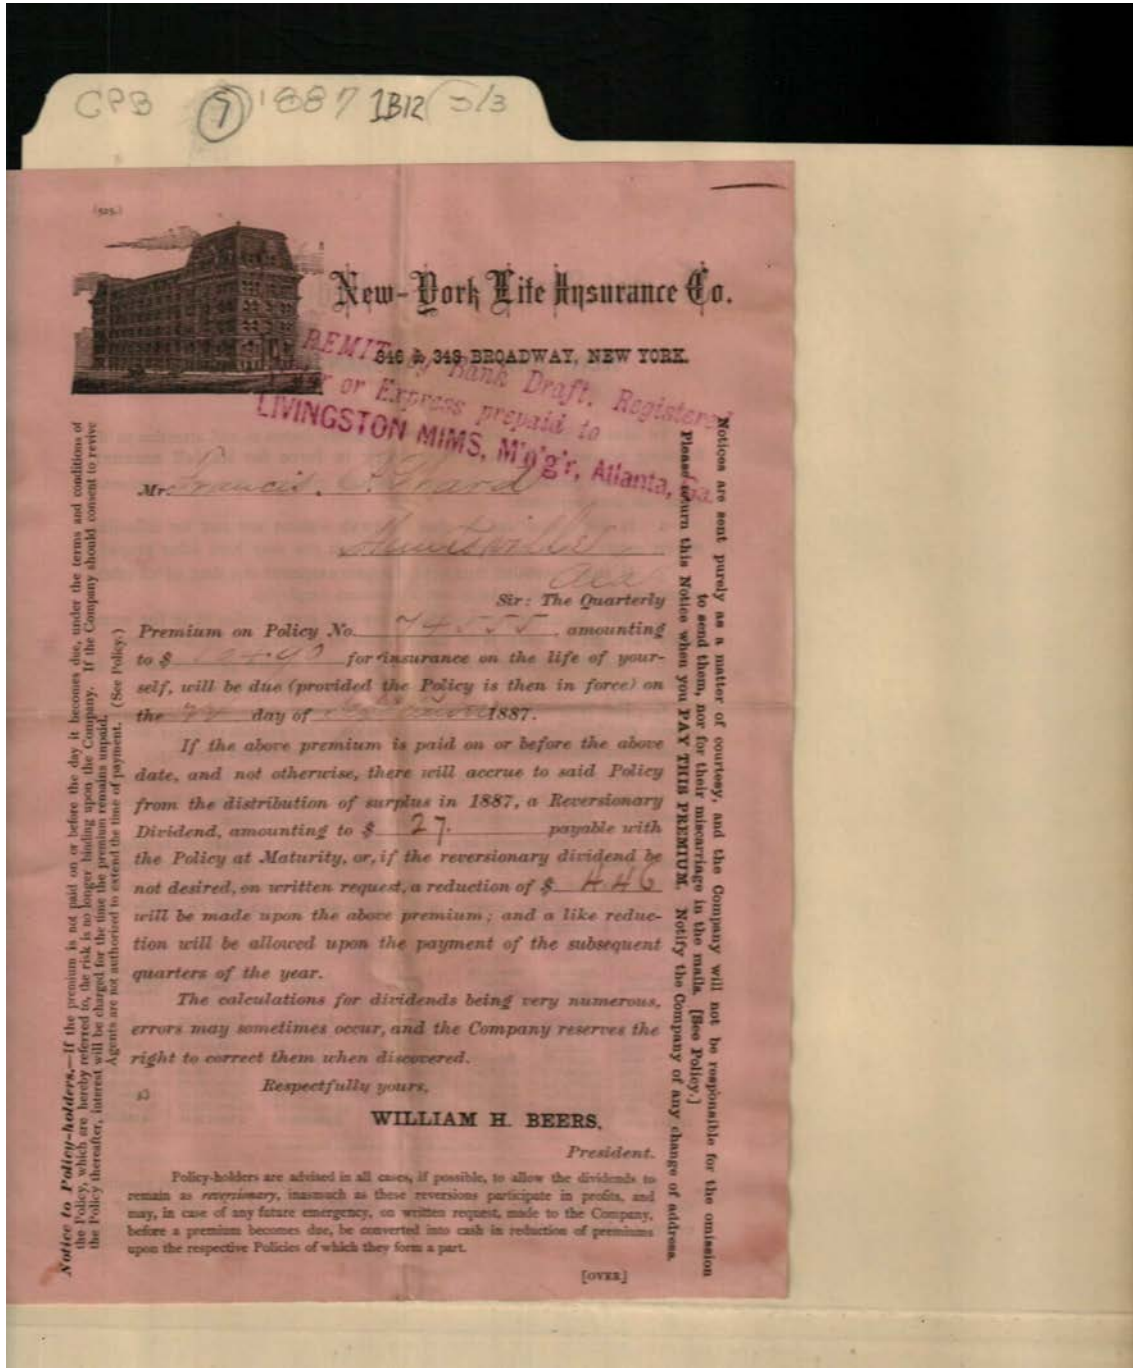 CPB 7 1887 1B12
(525.)
New-York Life Insurance Co.
346 & 348 BROADWAY, NEW YORK.
REMIT by Bank Draft, Registered
or Express prepaid to
LIVINGSTON MIMS, M'g'r, Atlanta, Ga.
Mr. Francis
Huntsville
Ala
Sir: The Quarterly
Premium on Policy No. 74555 amounting
to $ for insurance on the life of your-
self, will be due (provided the Policy is then in force) on
the day of 1887.
If the above premium is paid on or before the above
date, and not otherwise, there will accrue to said Policy
from the distribution of surplus in 1887, a Reversionary
Dividend, amounting to $ 27. payable with
the Policy at Maturity, or, if the reversionary dividend be
not desired, on written request, a reduction of $ 4 46
will be made upon the above premium; and a like reduc-
tion will be allowed upon the payment of the subsequent
quarters of the year.
The calculations for dividends being very numerous,
errors may sometimes occur, and the Company reserves the
right to correct them when discovered.
Respectfully yours,
WILLIAM H. BEERS,
President.
Policy-holders are advised in all cases, if possible, to allow the dividends to
remain as reversionary, inasmuch as these reversions participate in profits, and
may, in case of any future emergency, on written request, made to the Company,
before a premium becomes due, be converted into cash in reduction of premiums
upon the respective Policies of which they form a part.
[OVER]
Notice to Policy-holders.—If the premium is not paid on or before the day it becomes due, under the terms and conditions of
the Policy, which are hereby referred to, the risk is no longer binding upon the Company. If the Company should consent to revive
the Policy thereafter, interest will be charged for the time the premium remains unpaid.
Agents are not authorized to extend the time of payment. (See Policy.)
Notices are sent purely as a matter of courtesy, and the Company will not be responsible for the omission
to send them, nor for their miscarriage in the mails. [See Policy.]
Please return this Notice when you PAY THIS PREMIUM. Notify the Company of any change of address.